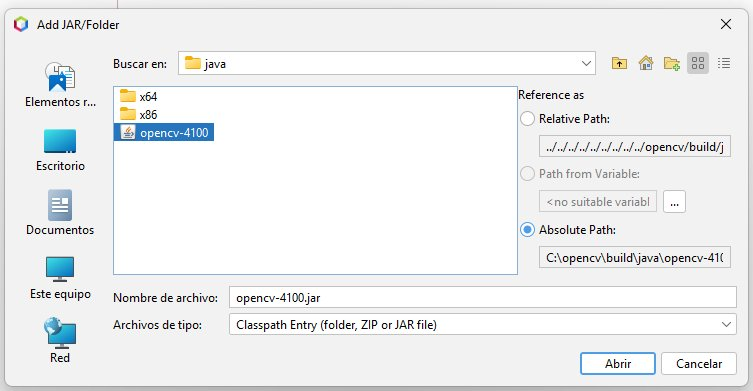 Add JAR/Folder
Buscar en: java
Elementos r...
Escritorio
Documentos
Este equipo
Red
x64
x86
opencv-4100
Reference as
Relative Path:
../../../../../../../../../opencv/build/j
Path from Variable:
<no suitable variabl
...
Absolute Path:
C:\opencv\build\java\opencv-410
Nombre de archivo: opencv-4100.jar
Archivos de tipo: Classpath Entry (folder, ZIP or JAR file)
Abrir Cancelar